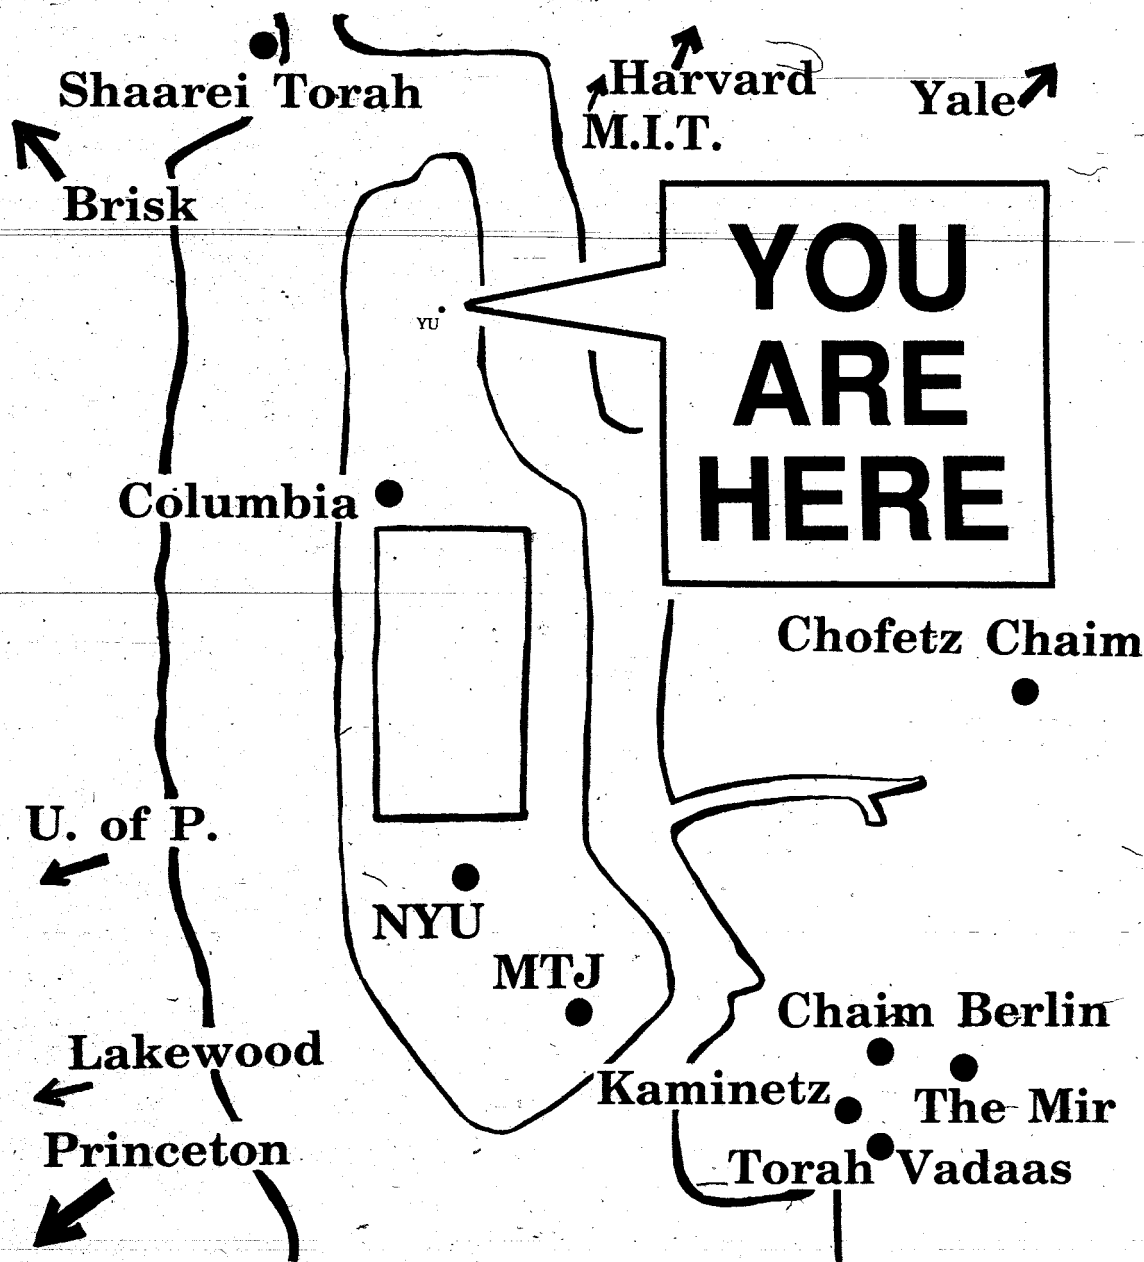 Shaarei Torah
Harvard
M.I.T.
Yale
Brisk
YOU
ARE
HERE
YU
Columbia
Chofetz Chaim
U. of P.
NYU
MTJ
Chaim Berlin
Lakewood
Kaminetz
The Mir
Princeton
Torah Vadaas